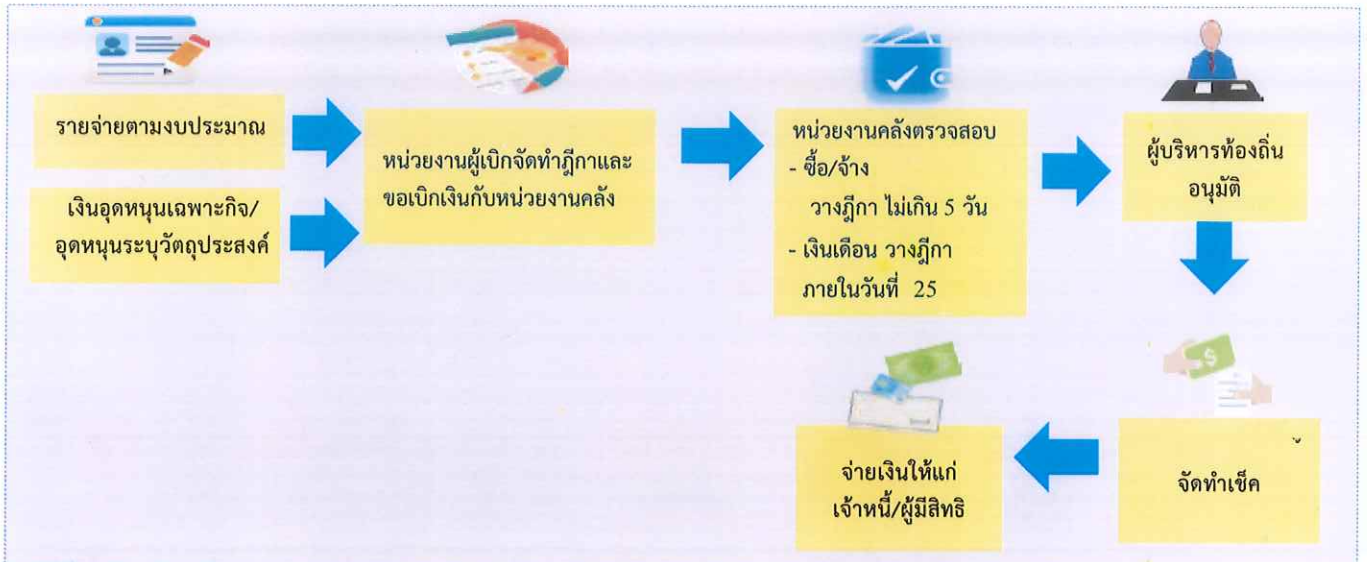 รายจ่ายตามงบประมาณ
เงินอุดหนุนเฉพาะกิจ/
อุดหนุนระบุวัตถุประสงค์
หน่วยงานผู้เบิกจัดทำฎีกาและ
ขอเบิกเงินกับหน่วยงานคลัง
หน่วยงานคลังตรวจสอบ
- ซื้อ/จ้าง
วางฎีกา ไม่เกิน 5 วัน
- เงินเดือน วางฎีกา
ภายในวันที่ 25
ผู้บริหารท้องถิ่น
อนุมัติ
จัดทำเช็ค
จ่ายเงินให้แก่
เจ้าหนี้/ผู้มีสิทธิ